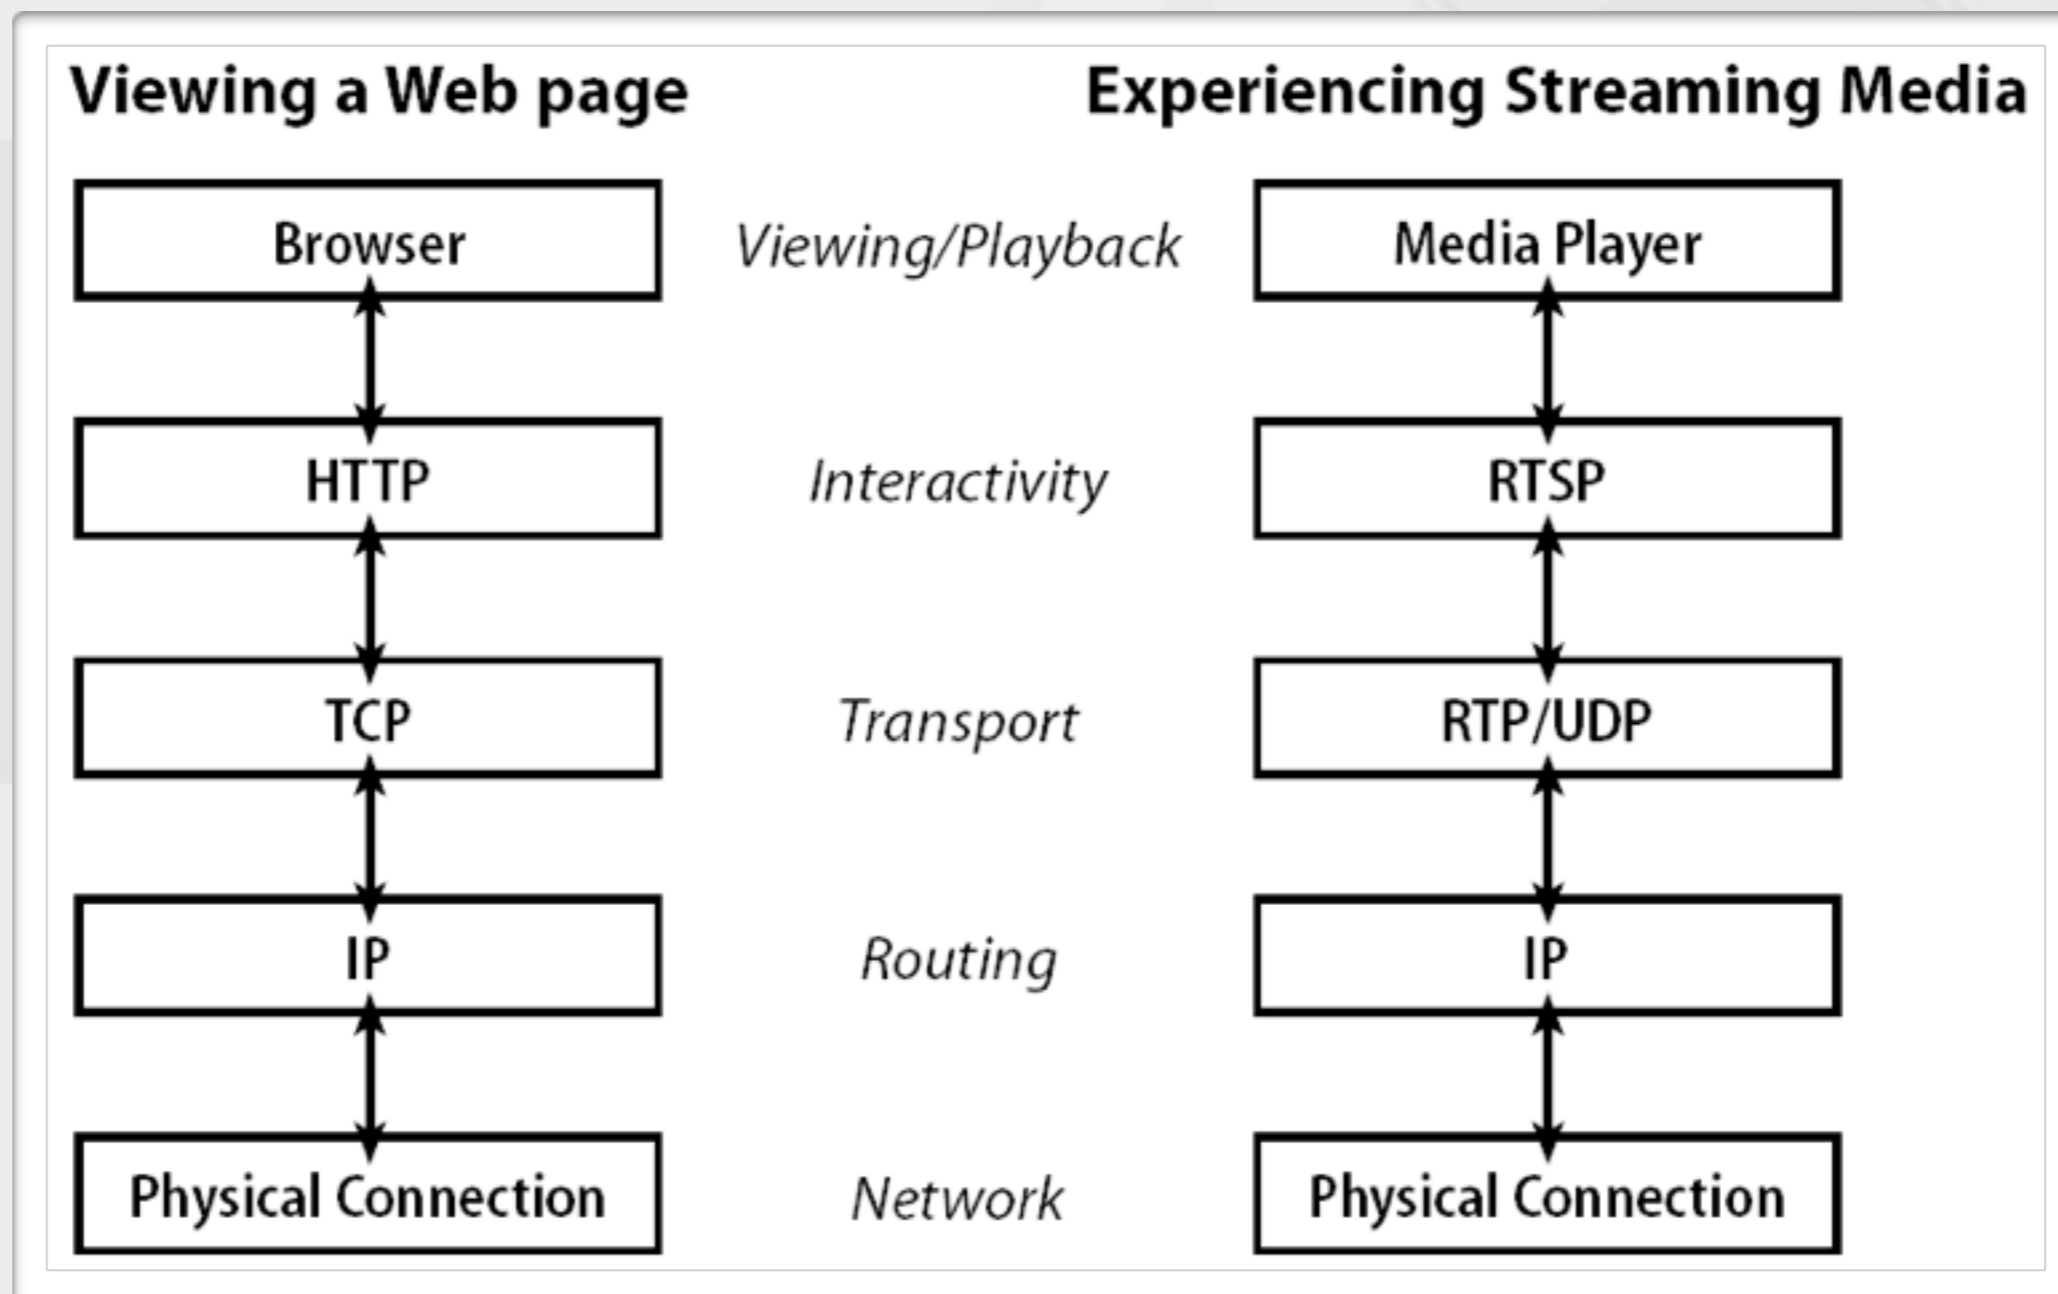 Viewing a Web page
Experiencing Streaming Media
Browser
Viewing/Playback
Media Player
HTTP
Interactivity
RTSP
TCP
Transport
RTP/UDP
IP
Routing
IP
Physical Connection
Network
Physical Connection